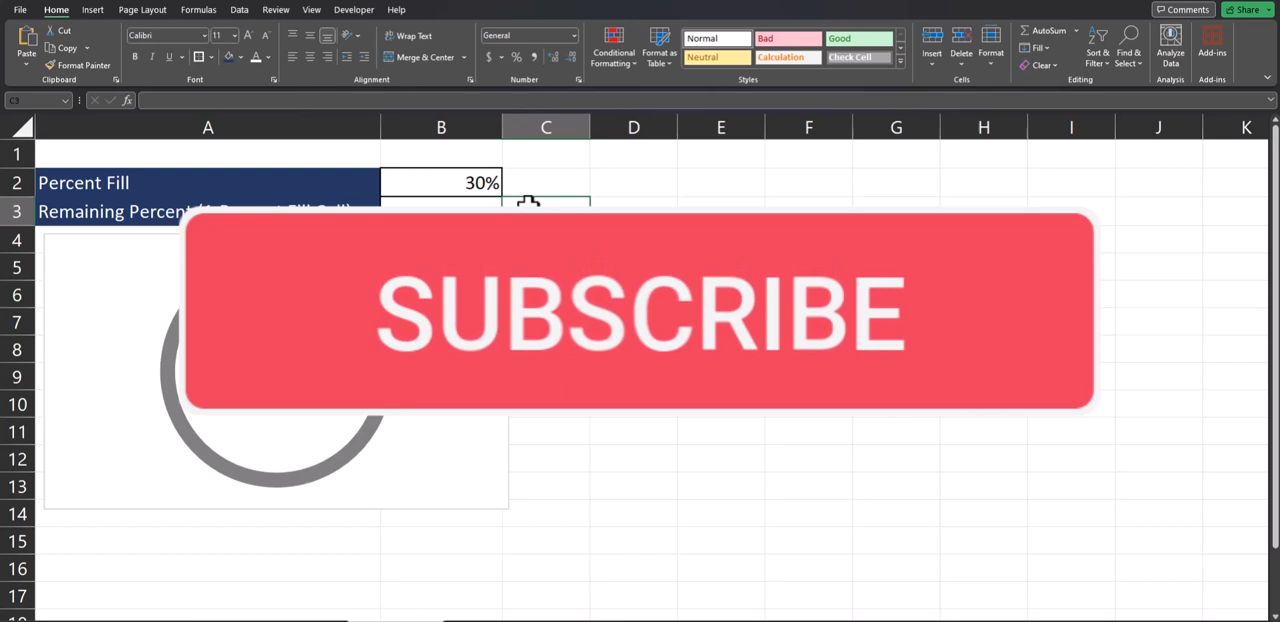 File Home Insert Page Layout Formulas Data Review View Developer Help Comments Share
Paste Cut Copy Format Painter Clipboard
Calibri 11 A A B I U A Font
Wrap Text Merge & Center Alignment
General $ % , Number
Conditional Formatting Format as Table Normal Bad Good Neutral Calculation Check Cell Styles
Insert Delete Format Cells
AutoSum Fill Clear Sort & Filter Find & Select Editing
Analyze Data Analysis
Add-ins Add-ins
C3 fx
A B C D E F G H I J K
1
2 Percent Fill 30%
3 Remaining Percent
4
5
6
7
8
9
10
11
12
13
14
15
16
17
SUBSCRIBE